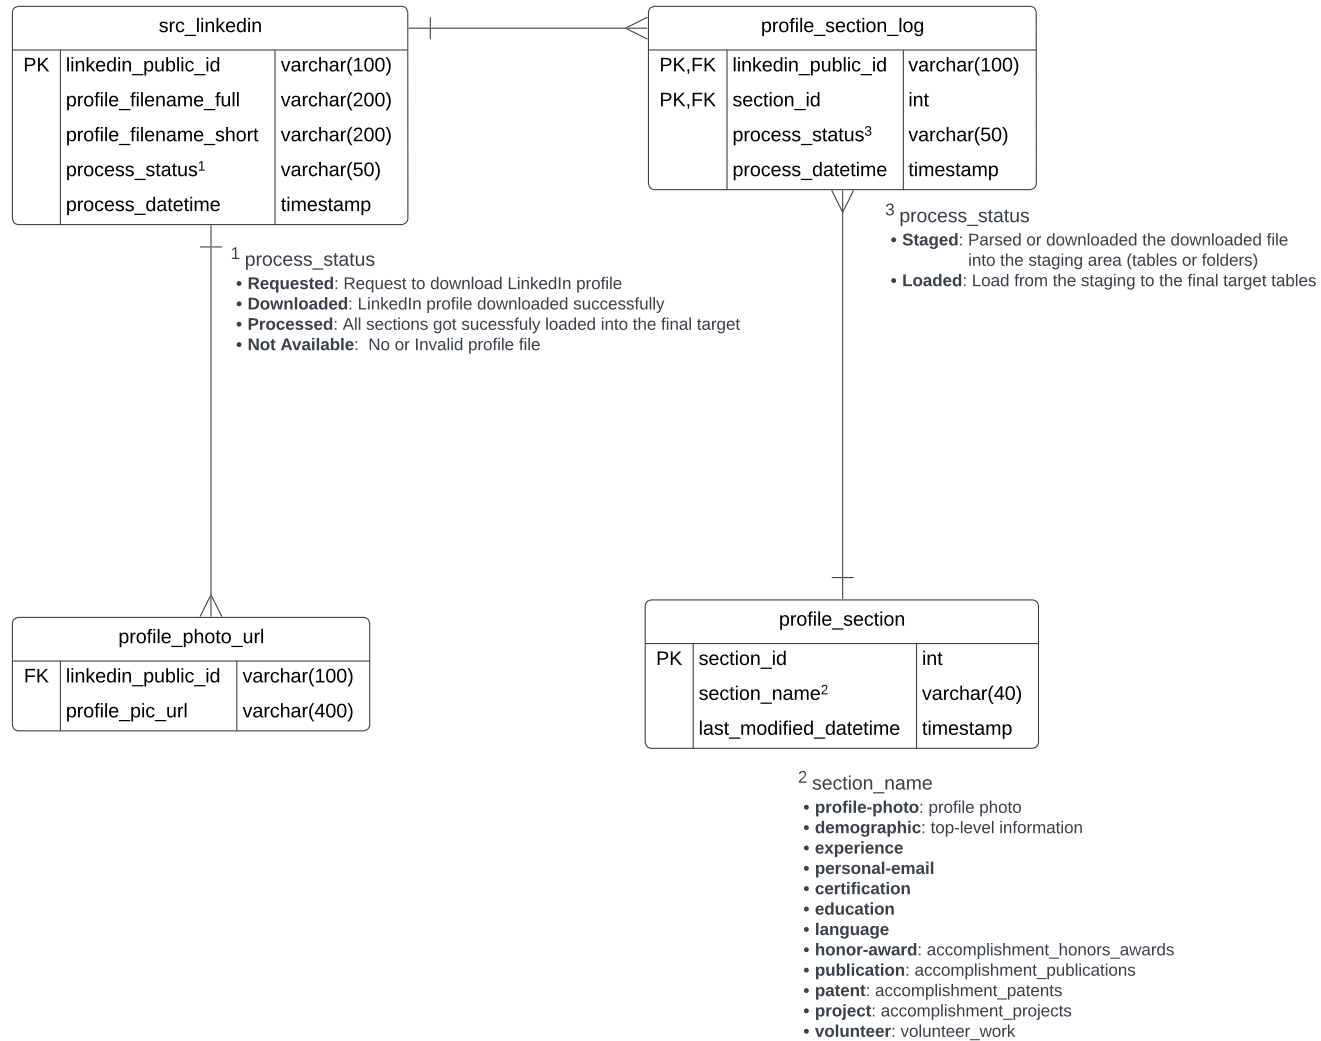 src_linkedin
PK linkedin_public_id varchar(100)
profile_filename_full varchar(200)
profile_filename_short varchar(200)
process_status1 varchar(50)
process_datetime timestamp
1 process_status
• Requested: Request to download LinkedIn profile
• Downloaded: LinkedIn profile downloaded successfully
• Processed: All sections got sucessfuly loaded into the final target
• Not Available: No or Invalid profile file
profile_section_log
PK,FK linkedin_public_id varchar(100)
PK,FK section_id int
process_status3 varchar(50)
process_datetime timestamp
3 process_status
• Staged: Parsed or downloaded the downloaded file
into the staging area (tables or folders)
• Loaded: Load from the staging to the final target tables
profile_photo_url
FK linkedin_public_id varchar(100)
profile_pic_url varchar(400)
profile_section
PK section_id int
section_name2 varchar(40)
last_modified_datetime timestamp
2 section_name
• profile-photo: profile photo
• demographic: top-level information
• experience
• personal-email
• certification
• education
• language
• honor-award: accomplishment_honors_awards
• publication: accomplishment_publications
• patent: accomplishment_patents
• project: accomplishment_projects
• volunteer: volunteer_work